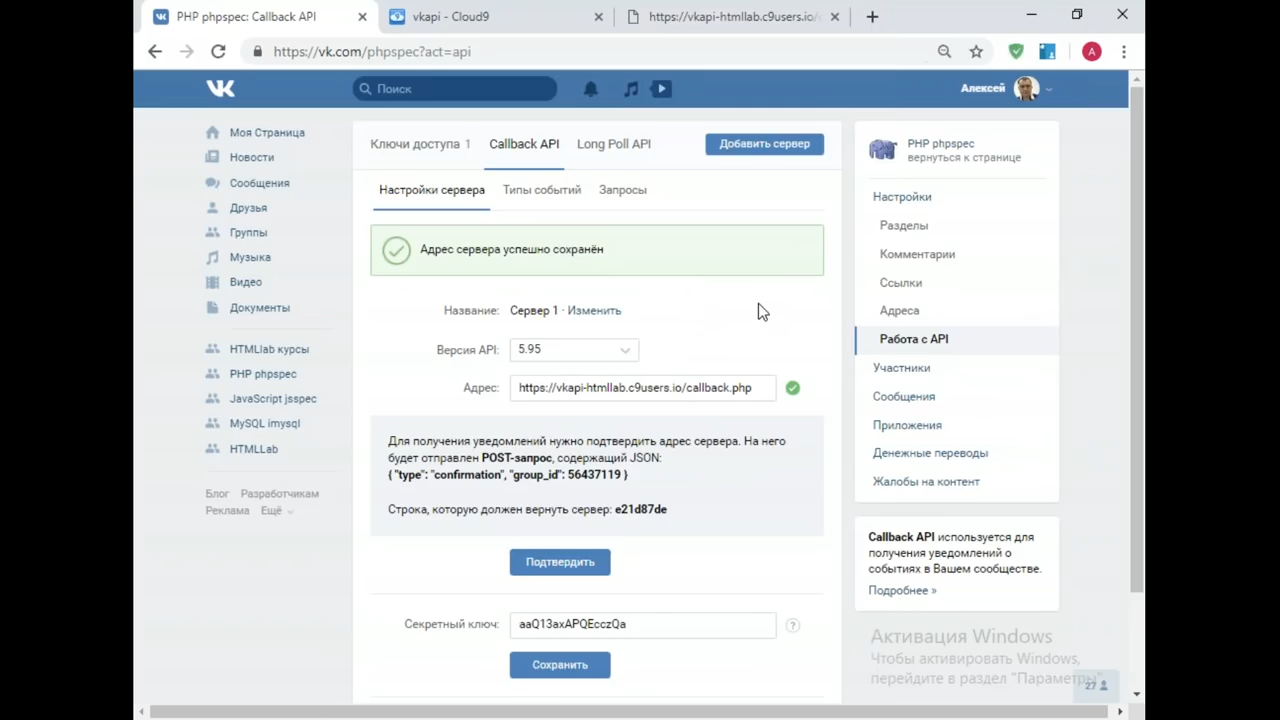 PHP phpspec: Callback API
vkapi - Cloud9
https://vkapi-htmllab.c9users.io/
https://vk.com/phpspec?act=api
A
Поиск
Алексей
Моя Страница
Новости
Сообщения
Друзья
Группы
Музыка
Видео
Документы
HTMLlab курсы
PHP phpspec
JavaScript jsspec
MySQL imysql
HTMLLab
Блог Разработчикам
Реклама Ещё
Ключи доступа 1
Callback API
Long Poll API
Добавить сервер
Настройки сервера
Типы событий
Запросы
Адрес сервера успешно сохранён
Название: Сервер 1 · Изменить
Версия API: 5.95
Адрес: https://vkapi-htmllab.c9users.io/callback.php
Для получения уведомлений нужно подтвердить адрес сервера. На него
будет отправлен POST-запрос, содержащий JSON:
{ "type": "confirmation", "group_id": 56437119 }
Строка, которую должен вернуть сервер: e21d87de
Подтвердить
Секретный ключ: aaQ13axAPQEcczQa
?
Сохранить
PHP phpspec
вернуться к странице
Настройки
Разделы
Комментарии
Ссылки
Адреса
Работа с API
Участники
Сообщения
Приложения
Денежные переводы
Жалобы на контент
Callback API используется для
получения уведомлений о
событиях в Вашем сообществе.
Подробнее »
Активация Windows
Чтобы активировать Windows,
перейдите в раздел "Параметры".
27